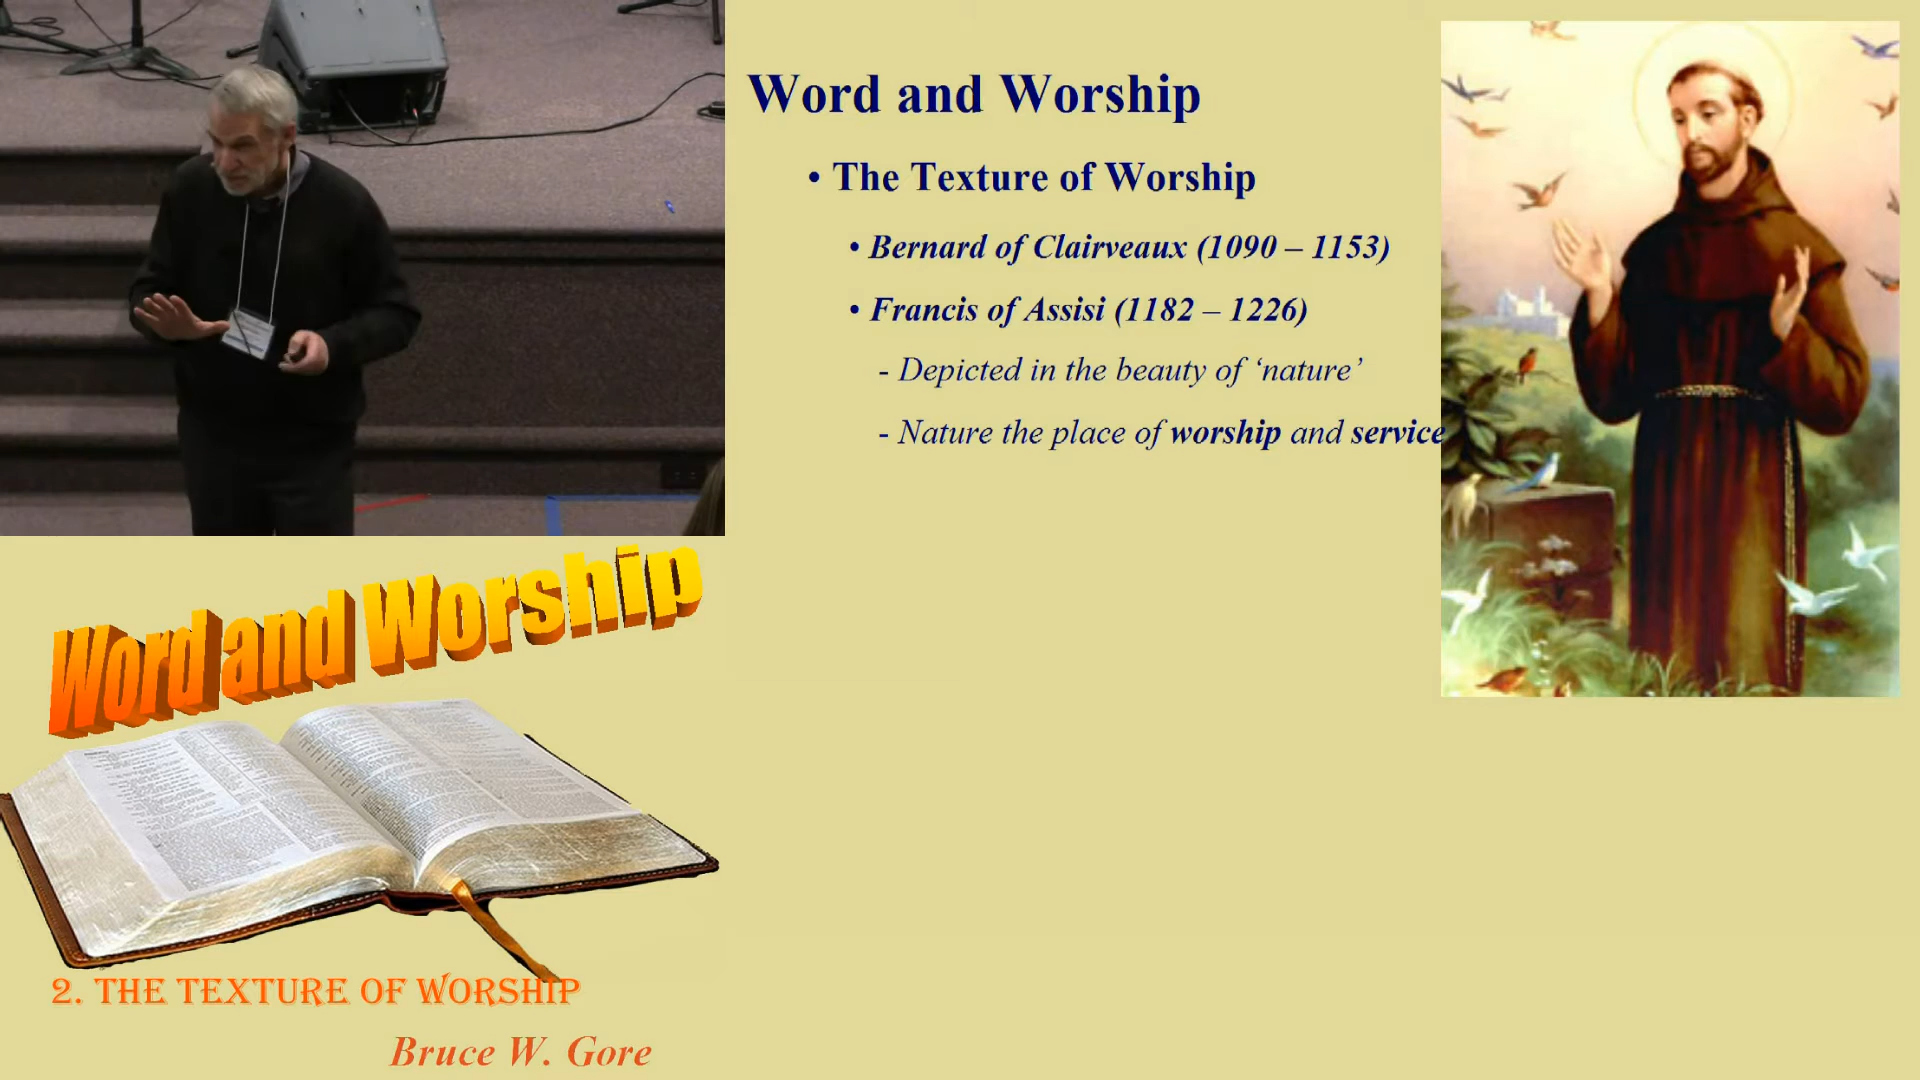 Word and Worship
• The Texture of Worship
• Bernard of Clairveaux (1090 – 1153)
• Francis of Assisi (1182 – 1226)
- Depicted in the beauty of ‘nature’
- Nature the place of worship and service
Word and Worship
2. The Texture of Worship
Bruce W. Gore